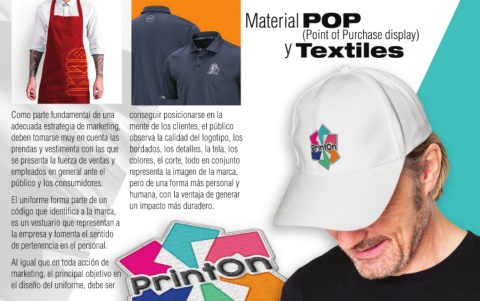 Material POP
(Point of Purchase display)
y Textiles
Como parte fundamental de una
adecuada estrategia de marketing,
deben tomarse muy en cuenta las
prendas y vestimenta con las que
se presenta la fuerza de ventas y
empleados en general ante el
público y los consumidores.
El uniforme forma parte de un
código que identifica a la marca,
es un vestuario que representan a
la empresa y fomenta el sentido
de pertenencia en el personal.
Al igual que en toda acción de
marketing, el principal objetivo en
el diseño del uniforme, debe ser
conseguir posicionarse en la
mente de los clientes, el público
observa la calidad del logotipo, los
bordados, los detalles, la tela, los
colores, el corte, todo en conjunto
representa la imagen de la marca,
pero de una forma más personal y
humana, con la ventaja de generar
un impacto más duradero.
PrintOn
PrintOn